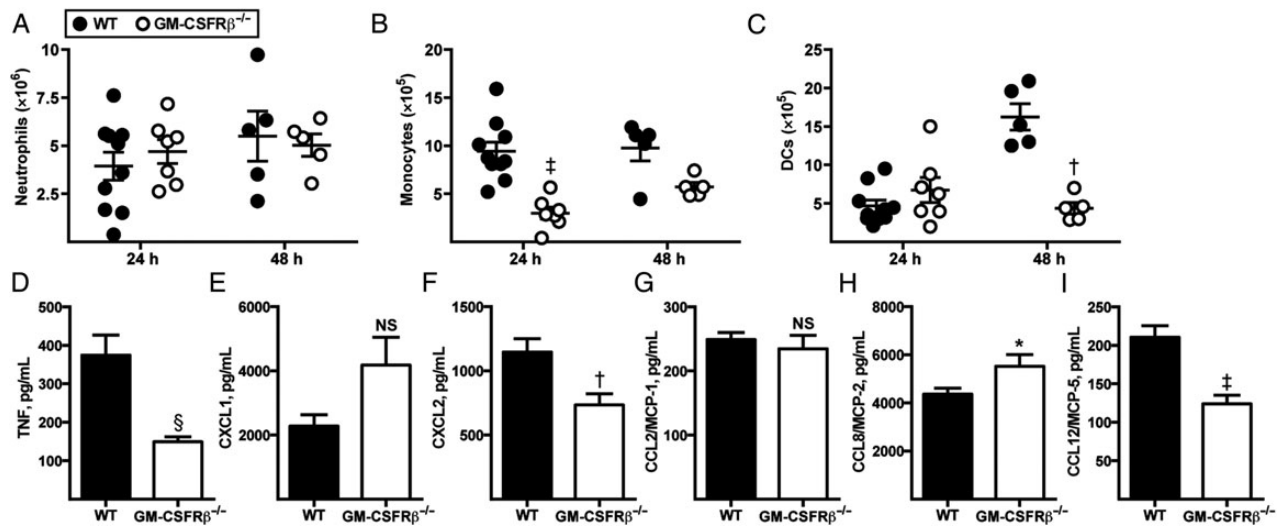 A
WT GM-CSFRβ⁻/⁻
Neutrophils (×10⁶)
10
7.5
5
2.5
24 h 48 h
B
Monocytes (×10⁵)
20
15
10
5
24 h 48 h
C
DCs (×10⁵)
25
20
15
10
5
24 h 48 h
‡
†
D
TNF, pg/mL
500
400
300
200
100
§
WT GM-CSFRβ⁻/⁻
E
CXCL1, pg/mL
6000
4000
2000
NS
WT GM-CSFRβ⁻/⁻
F
CXCL2, pg/mL
1500
1000
500
†
WT GM-CSFRβ⁻/⁻
G
CCL2/MCP-1, pg/mL
300
200
100
NS
WT GM-CSFRβ⁻/⁻
H
CCL8/MCP-2, pg/mL
8000
6000
4000
2000
*
WT GM-CSFRβ⁻/⁻
I
CCL12/MCP-5, pg/mL
250
200
150
100
50
‡
WT GM-CSFRβ⁻/⁻